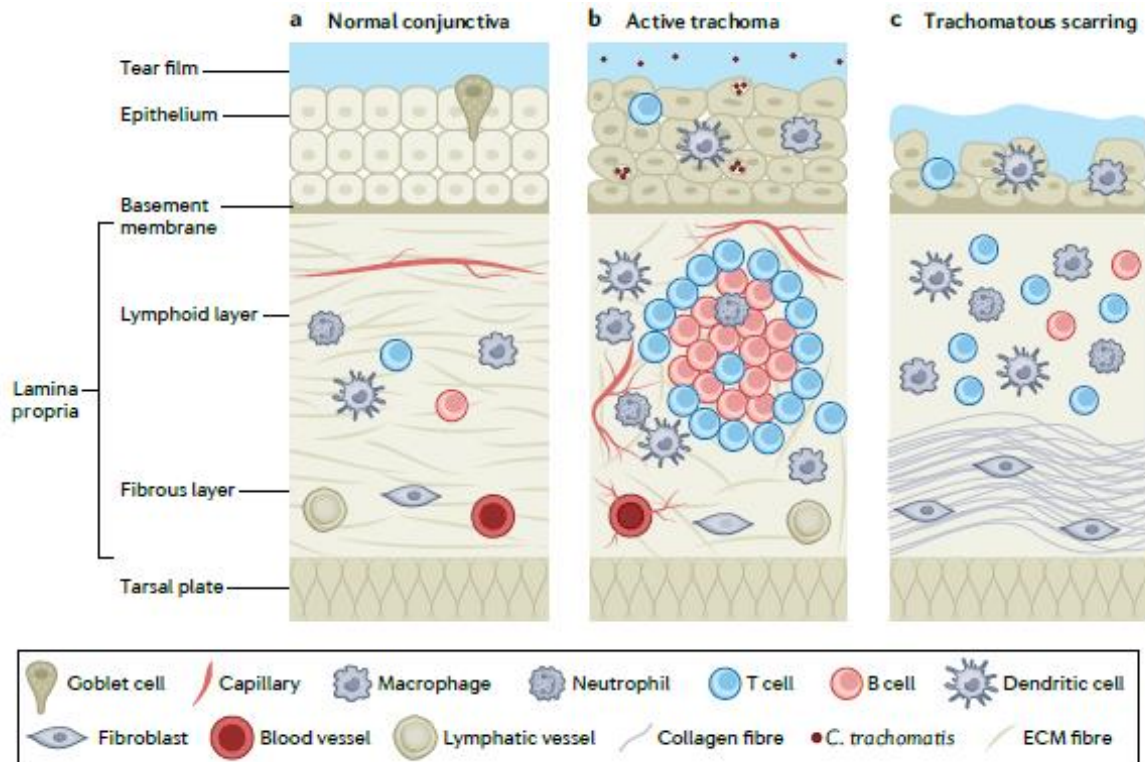 a Normal conjunctiva
b Active trachoma
c Trachomatous scarring
Tear film
Epithelium
Basement
membrane
Lymphoid layer
Lamina
propria
Fibrous layer
Tarsal plate
Goblet cell
Capillary
Macrophage
Neutrophil
T cell
B cell
Dendritic cell
Fibroblast
Blood vessel
Lymphatic vessel
Collagen fibre
C. trachomatis
ECM fibre